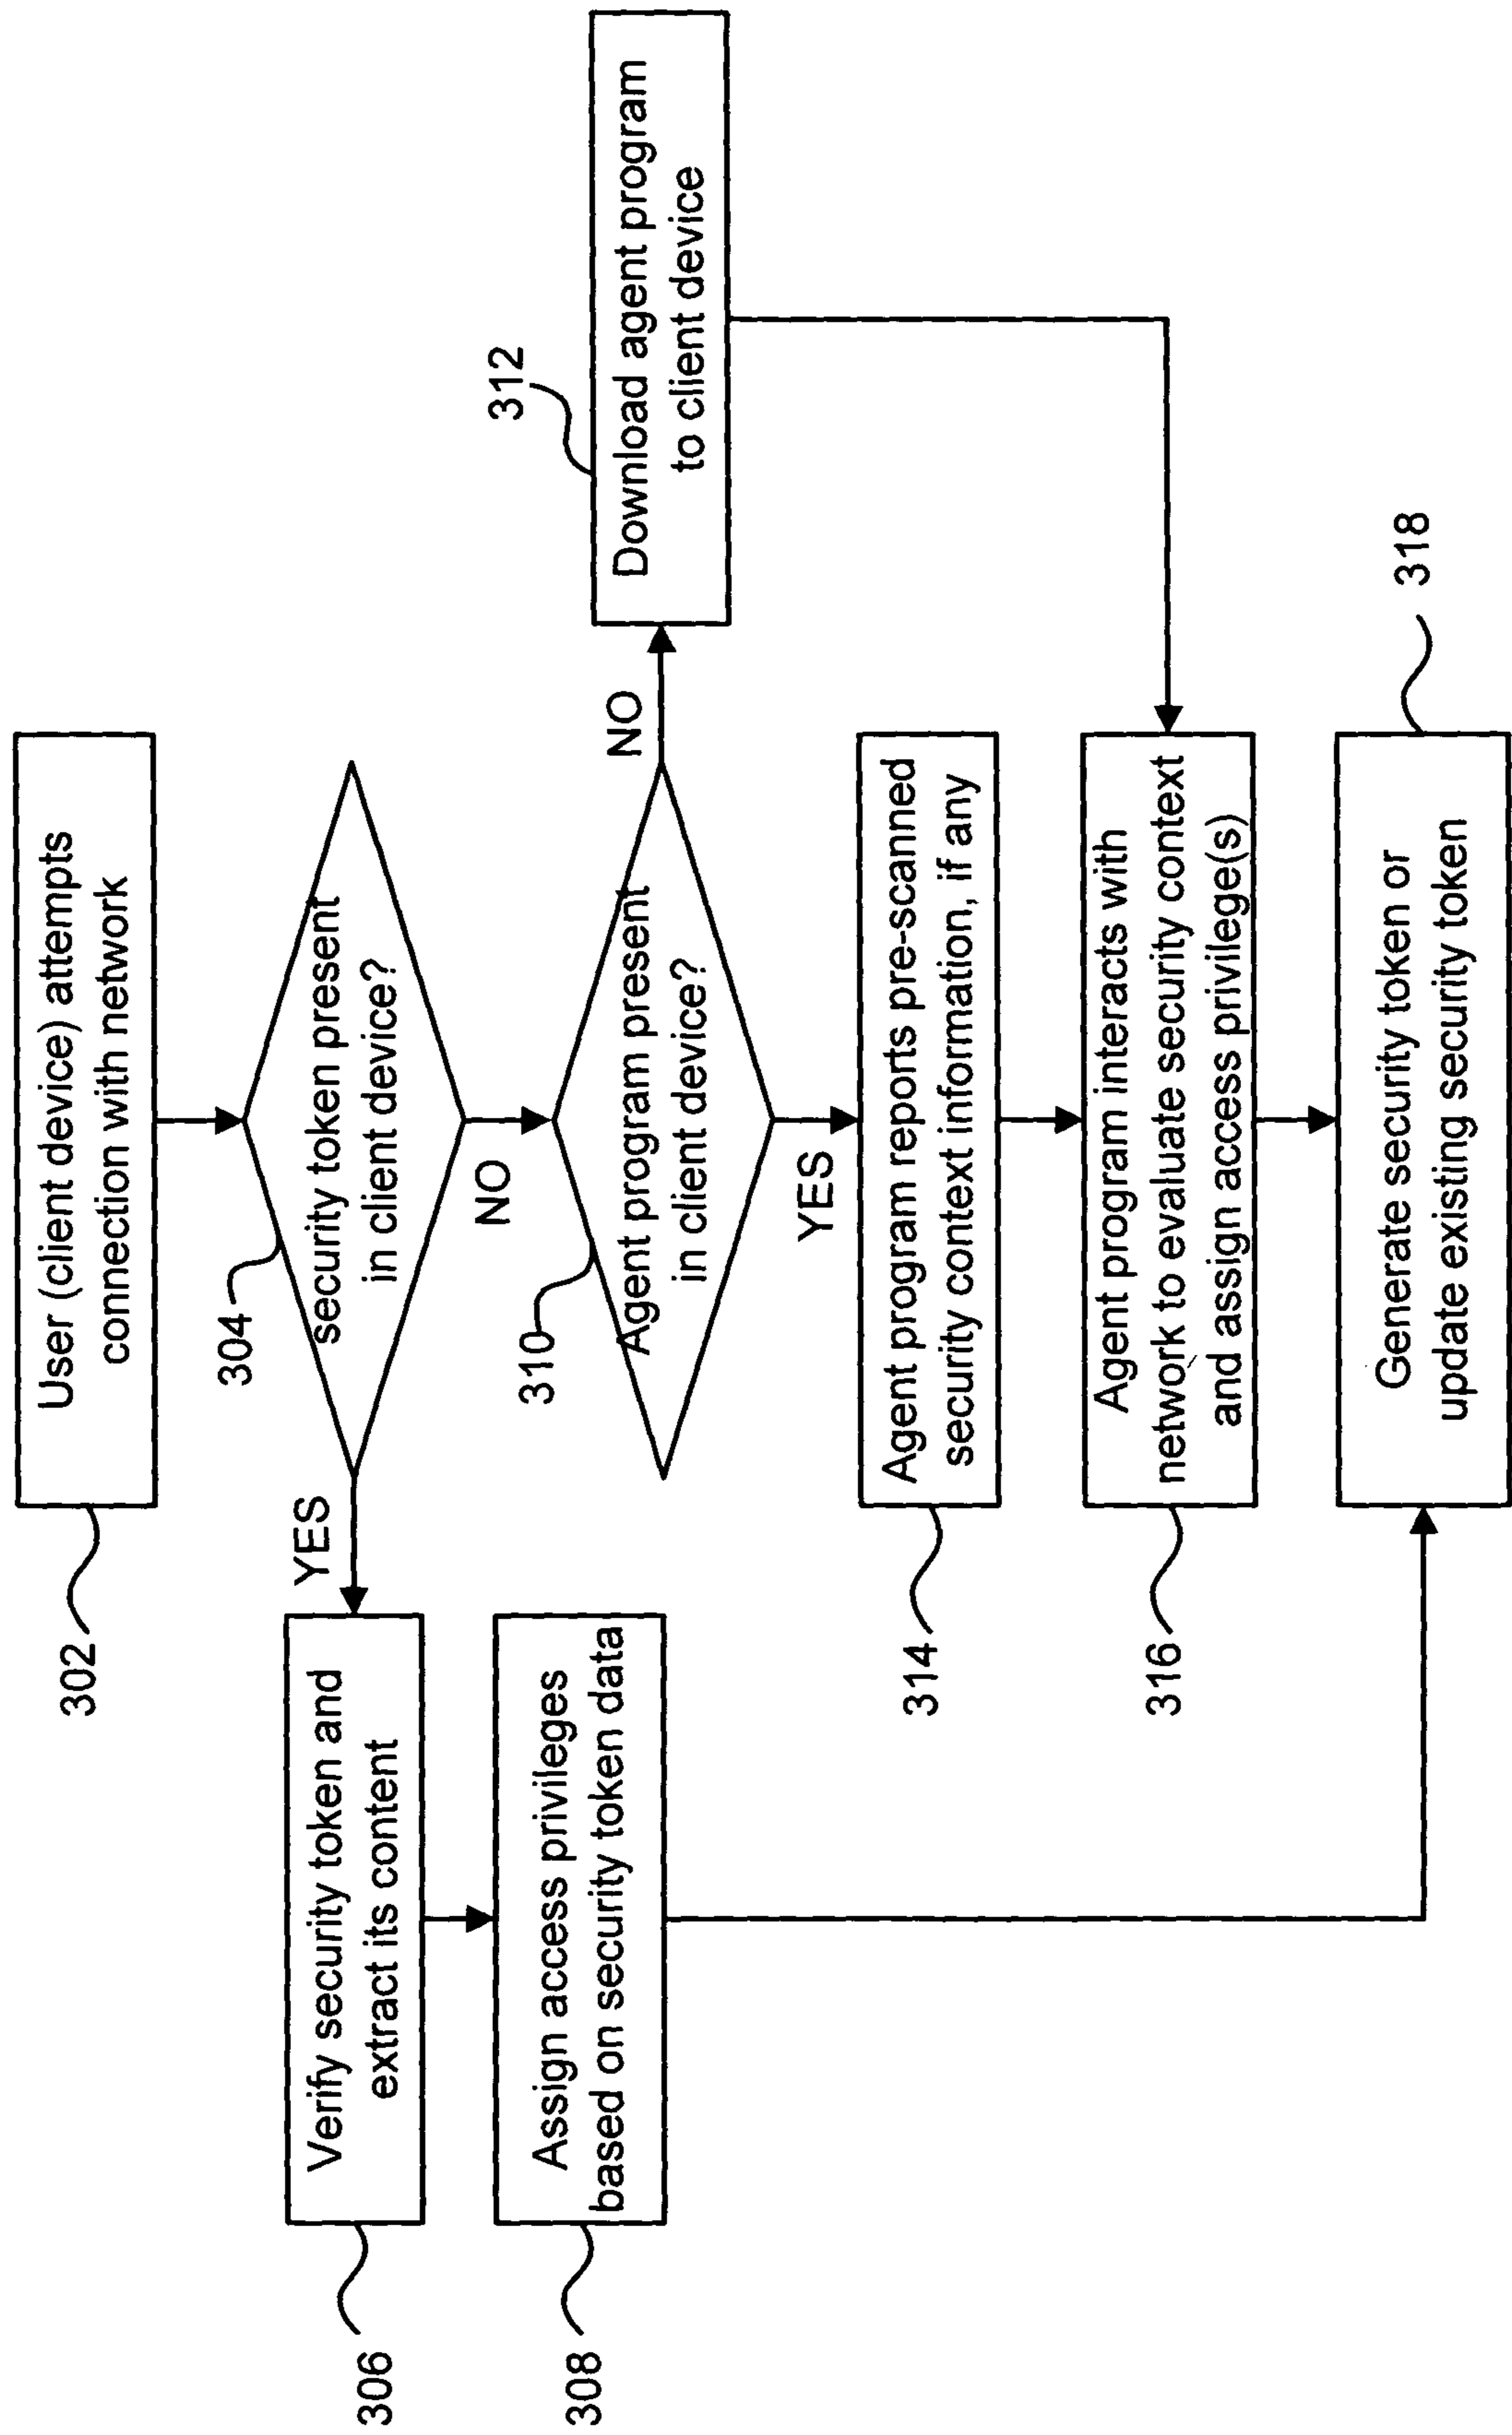 User (client device) attempts
connection with network
302
304
security token present
in client device?
YES
NO
Verify security token and
extract its content
306
Assign access privileges
based on security token data
308
310
Agent program present
in client device?
NO
YES
312
Download agent program
to client device
Agent program reports pre-scanned
security context information, if any
314
Agent program interacts with
network to evaluate security context
and assign access privilege(s)
316
Generate security token or
update existing security token
318